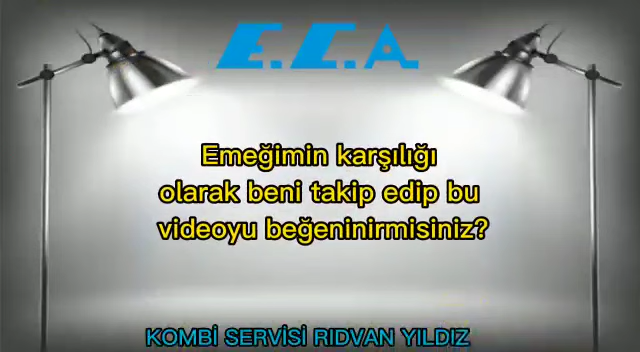 E.C.A.
Emeğimin karşılığı
olarak beni takip edip bu
videoyu beğeninirmisiniz?
KOMBİ SERVİSİ RIDVAN YILDIZ